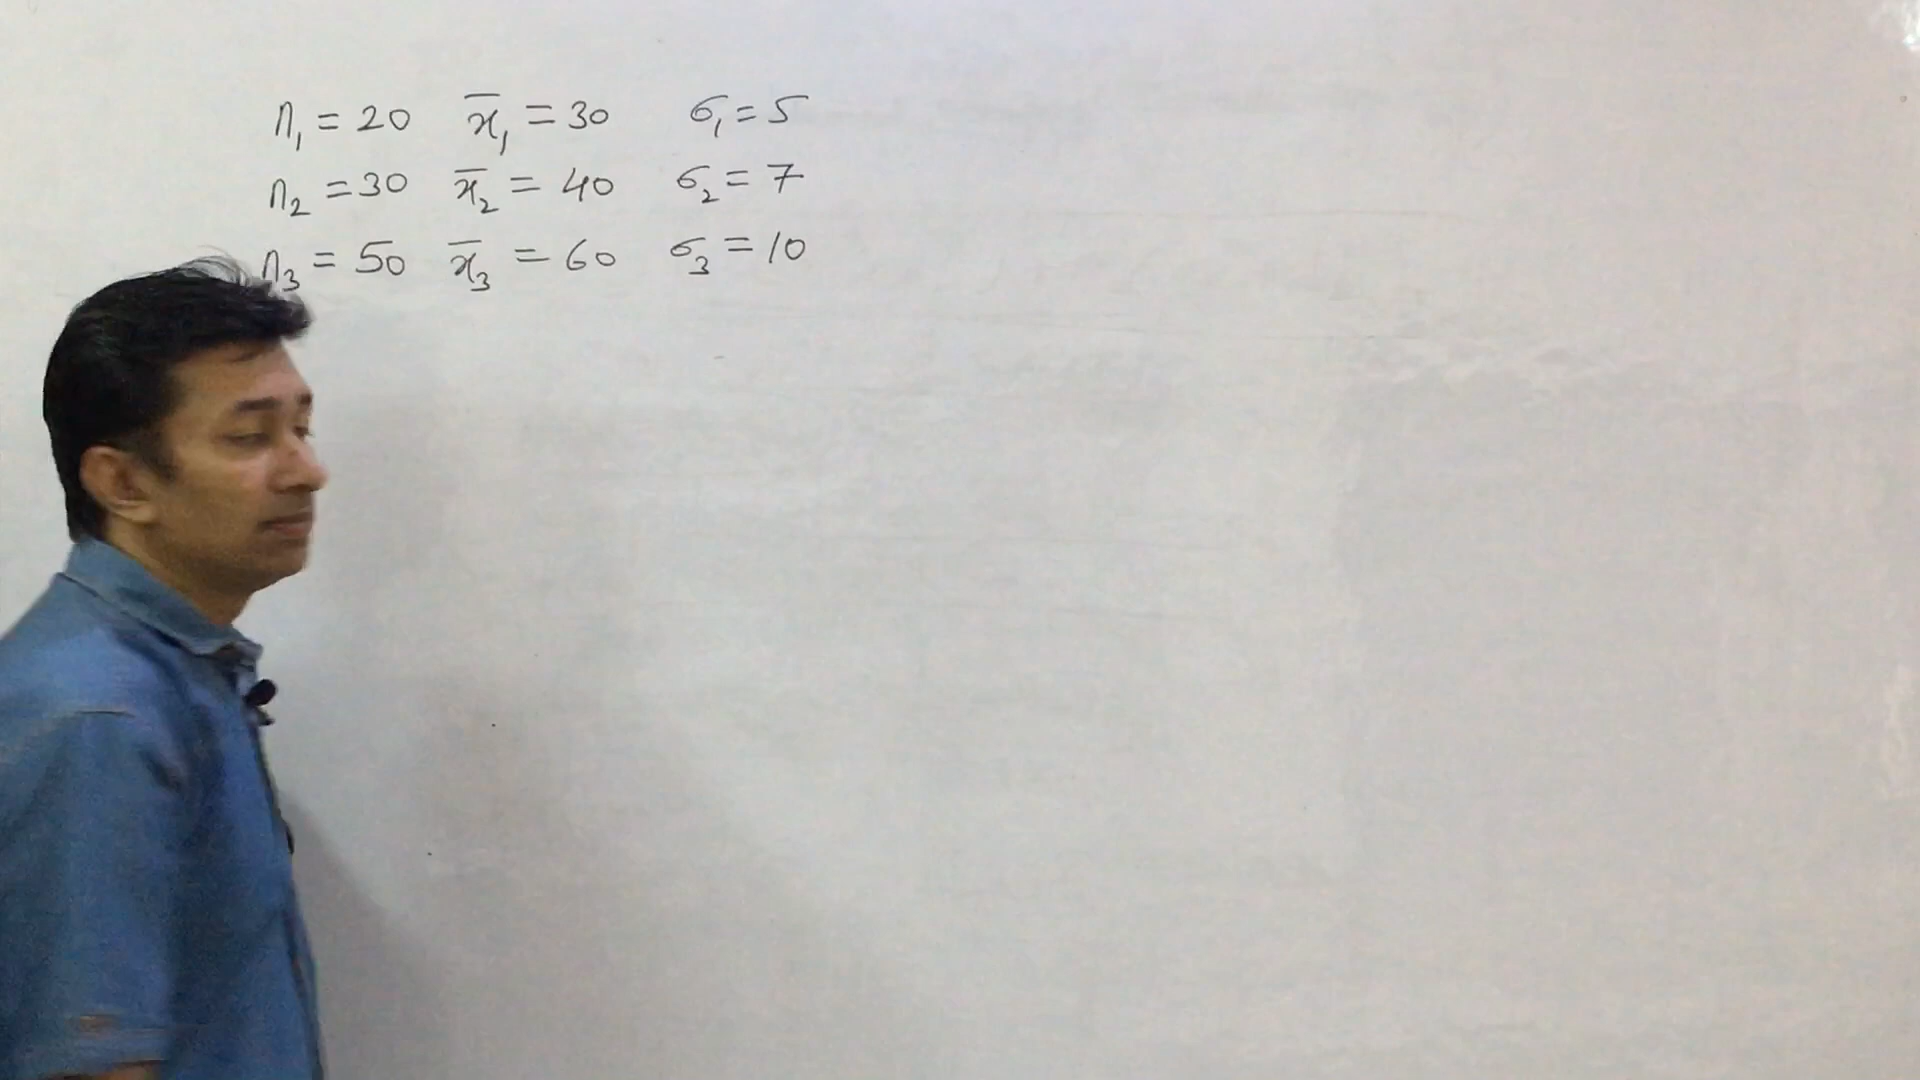 n₁ = 20 x̄₁ = 30 σ₁ = 5
n₂ = 30 x̄₂ = 40 σ₂ = 7
n₃ = 50 x̄₃ = 60 σ₃ = 10